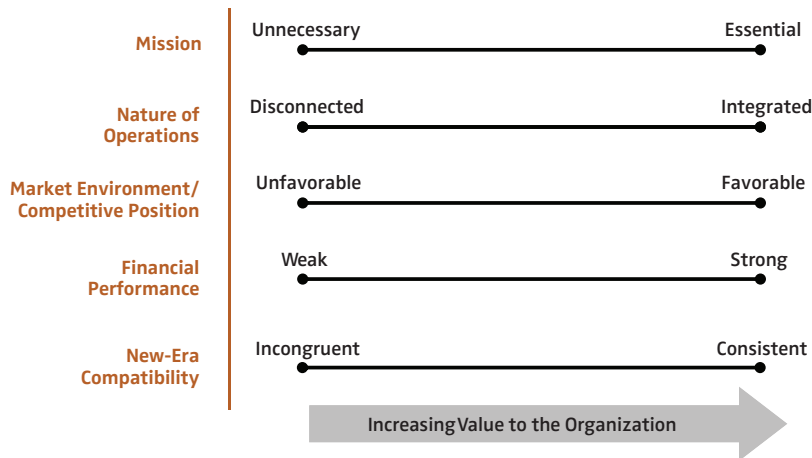 Mission
Unnecessary
Essential
Nature of
Operations
Disconnected
Integrated
Market Environment/
Competitive Position
Unfavorable
Favorable
Financial
Performance
Weak
Strong
New-Era
Compatibility
Incongruent
Consistent
Increasing Value to the Organization